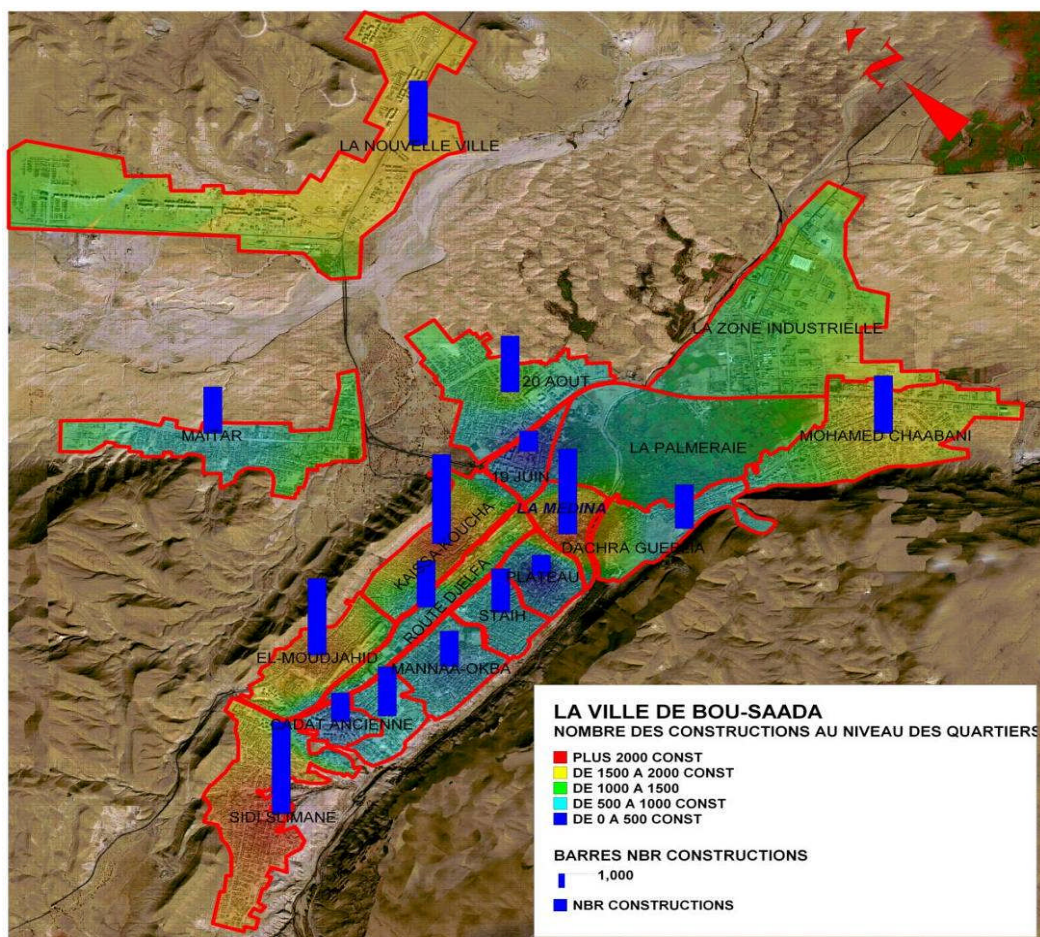 N
LA NOUVELLE VILLE
LA ZONE INDUSTRIELLE
20 AOUT
MAITAR
LA PALMERAIE
MOHAMED CHAABANI
19 JUIN
LA MEDINA
KAISSA-KOUCHA
DACHRA GUEBLIA
PLATEAU
ROUTE DJELFA
STAIH
EL-MOUDJAHID
MANNAA-OKBA
CADAT ANCIENNE
SIDI SLIMANE
LA VILLE DE BOU-SAADA
NOMBRE DES CONSTRUCTIONS AU NIVEAU DES QUARTIERS
PLUS 2000 CONST
DE 1500 A 2000 CONST
DE 1000 A 1500
DE 500 A 1000 CONST
DE 0 A 500 CONST
BARRES NBR CONSTRUCTIONS
1,000
NBR CONSTRUCTIONS